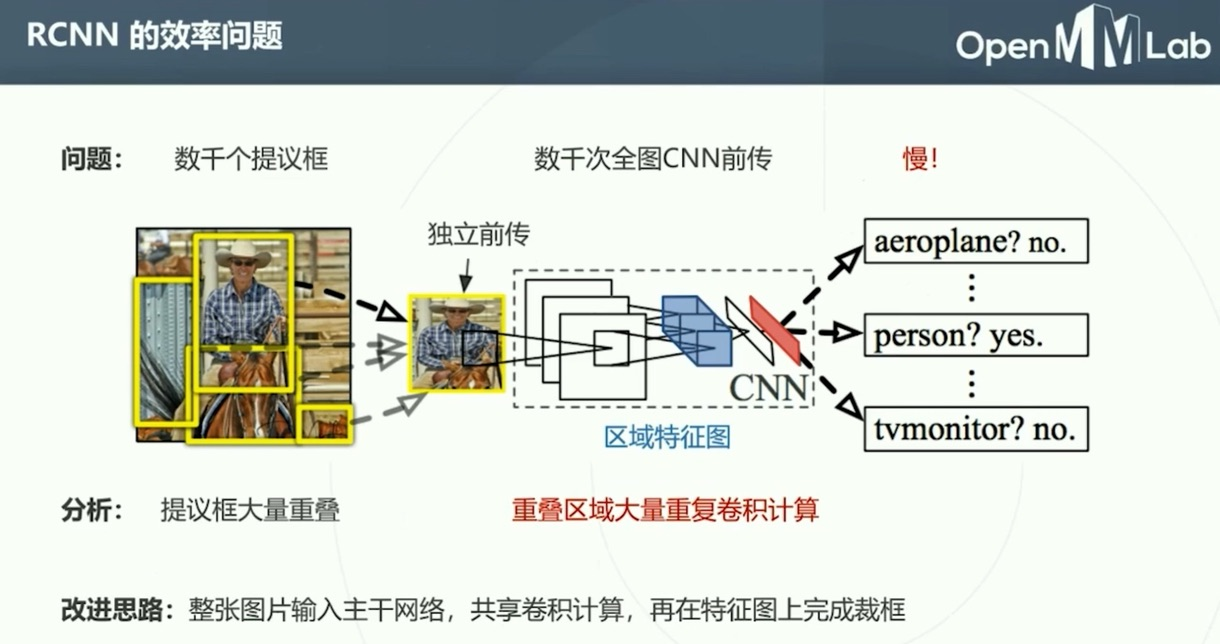 RCNN 的效率问题
OpenMMLab
问题： 数千个提议框 数千次全图CNN前传 慢！
独立前传
aeroplane? no.
⋮
person? yes.
⋮
tvmonitor? no.
CNN
区域特征图
分析： 提议框大量重叠 重叠区域大量重复卷积计算
改进思路：整张图片输入主干网络，共享卷积计算，再在特征图上完成裁框